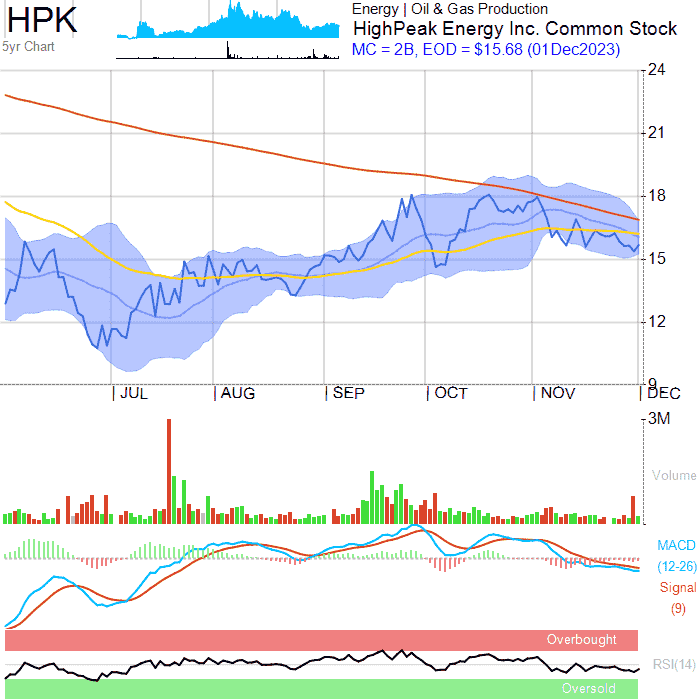 HPK
5yr Chart
Energy | Oil & Gas Production
HighPeak Energy Inc. Common Stock
MC = 2B, EOD = $15.68 (01Dec2023)
24
21
18
15
12
9
JUL
AUG
SEP
OCT
NOV
DEC
3M
Volume
MACD
(12-26)
Signal
(9)
Overbought
RSI(14)
Oversold